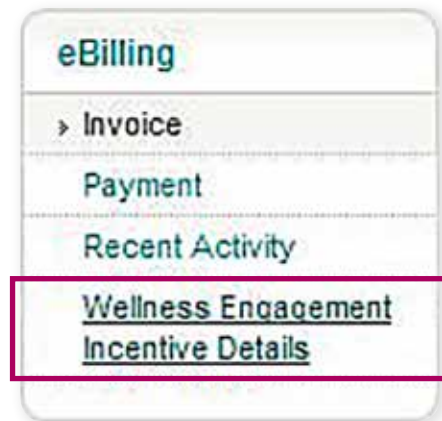 eBilling
› Invoice
Payment
Recent Activity
Wellness Engagement
Incentive Details